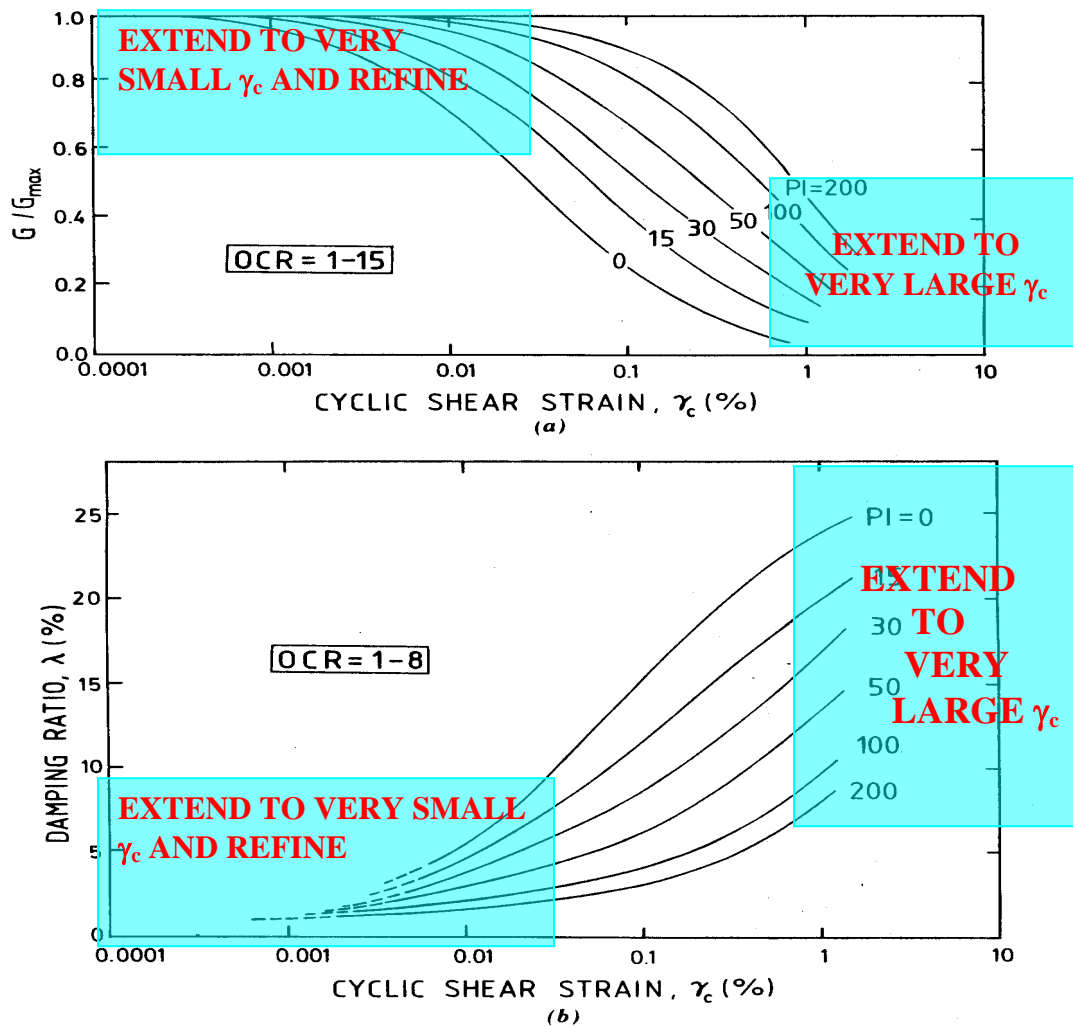 1.0
EXTEND TO VERY
SMALL γc AND REFINE
0.8
0.6
G/Gmax
0.4
0.2
0.0
OCR = 1-15
PI=200
100
50
30
15
0
EXTEND TO
VERY LARGE γc
0.0001 0.001 0.01 0.1 1 10
CYCLIC SHEAR STRAIN, γc (%)
(a)
25
20
15
10
5
0
DAMPING RATIO, λ (%)
OCR = 1-8
PI=0
15
30
50
100
200
EXTEND
TO
VERY
LARGE γc
EXTEND TO VERY SMALL
γc AND REFINE
0.0001 0.001 0.01 0.1 1 10
CYCLIC SHEAR STRAIN, γc (%)
(b)